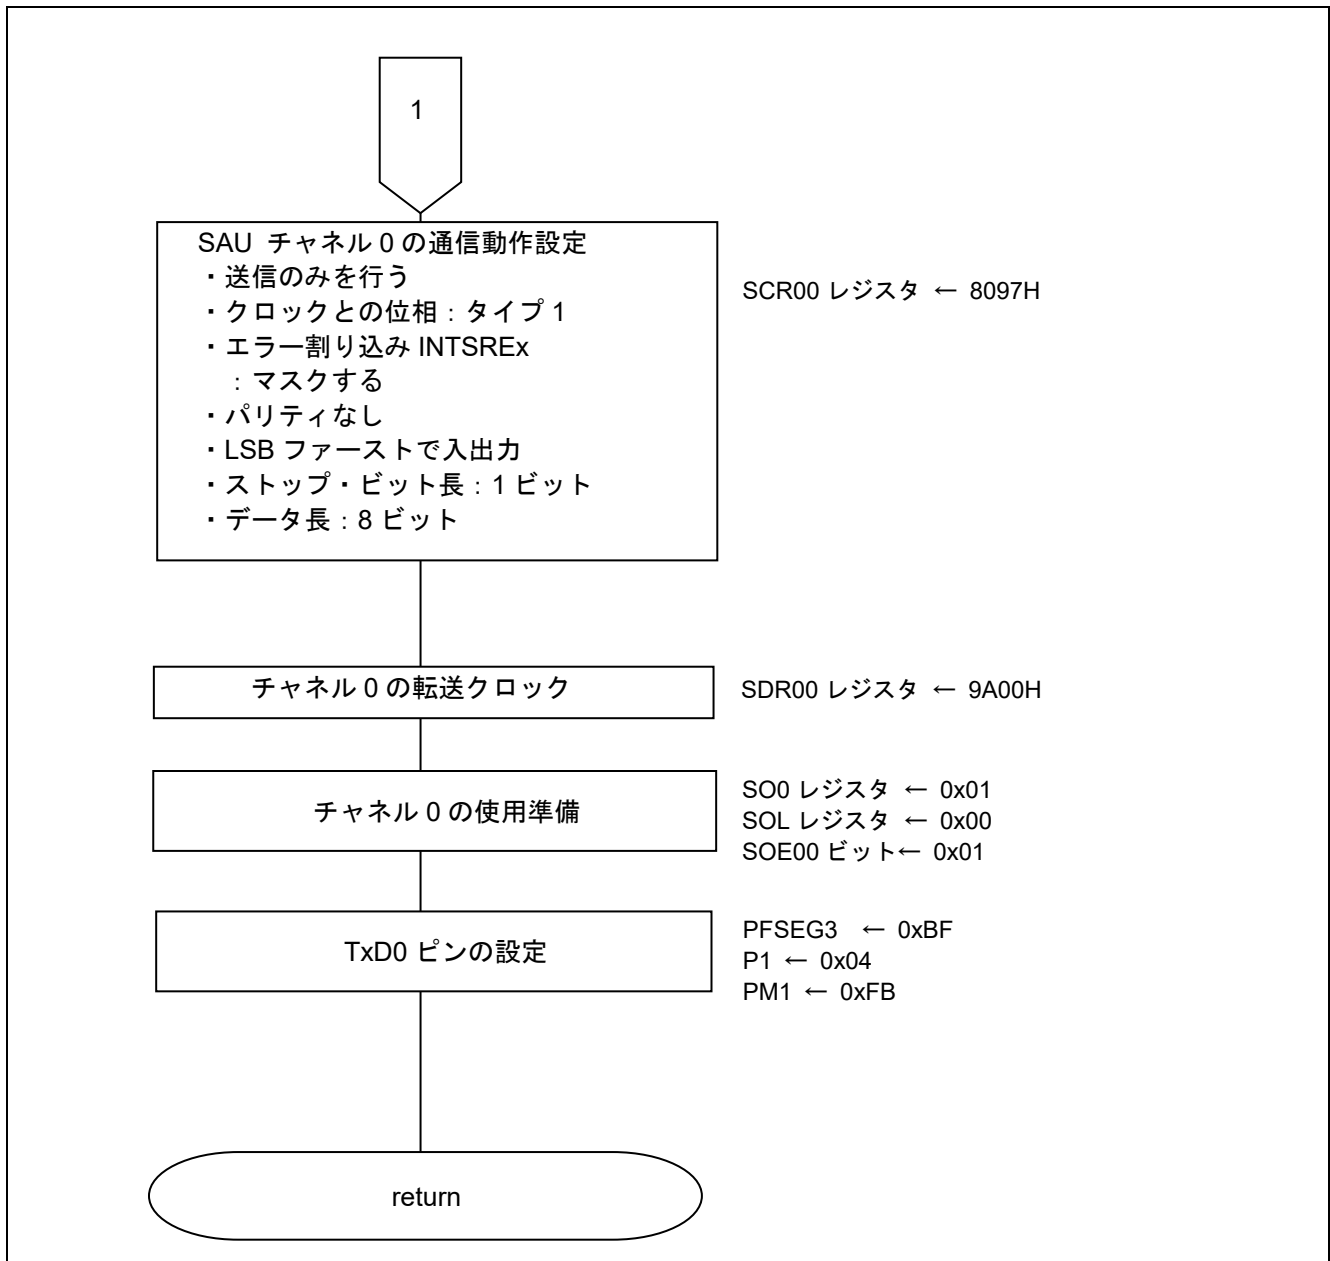 1
SAU チャネル 0 の通信動作設定
・送信のみを行う
・クロックとの位相：タイプ 1
・エラー割り込み INTSREx
：マスクする
・パリティなし
・LSB ファーストで入出力
・ストップ・ビット長：1 ビット
・データ長：8 ビット
SCR00 レジスタ ← 8097H
チャネル 0 の転送クロック
SDR00 レジスタ ← 9A00H
チャネル 0 の使用準備
SO0 レジスタ ← 0x01
SOL レジスタ ← 0x00
SOE00 ビット← 0x01
TxD0 ピンの設定
PFSEG3 ← 0xBF
P1 ← 0x04
PM1 ← 0xFB
return